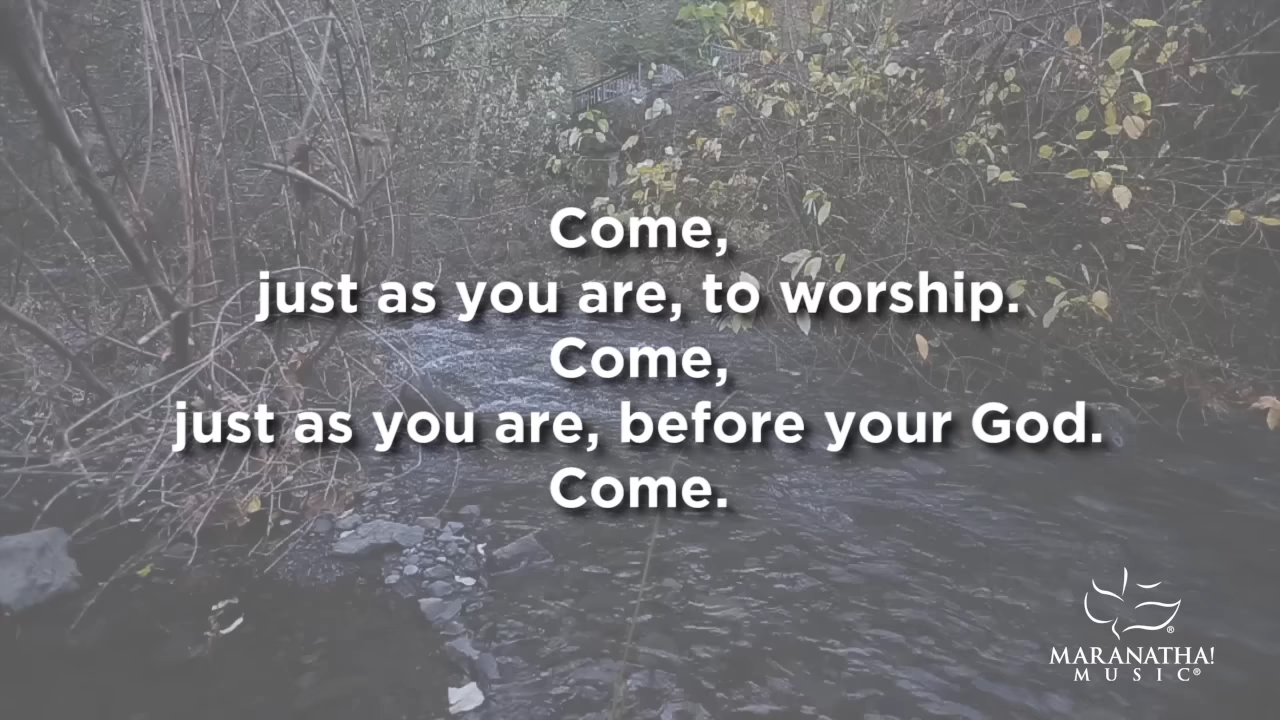 Come,
just as you are, to worship.
Come,
just as you are, before your God.
Come.
MARANATHA!
MUSIC®